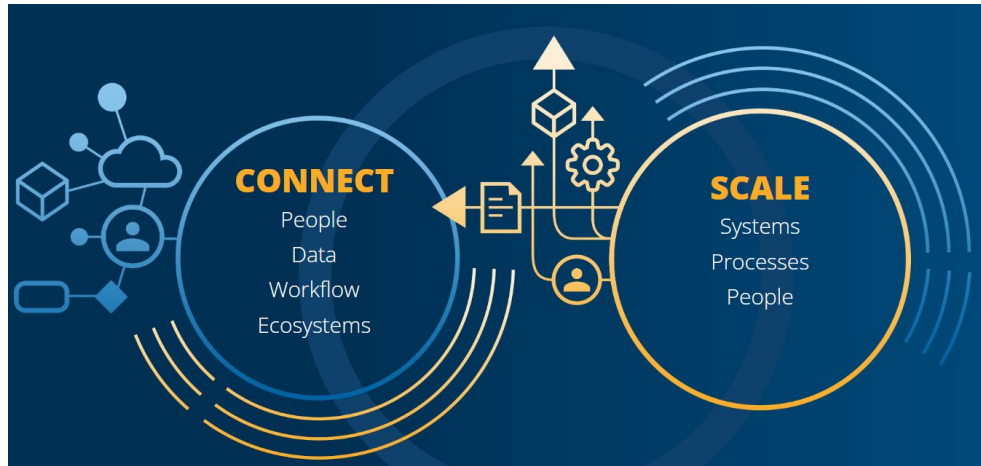 CONNECT
People
Data
Workflow
Ecosystems
SCALE
Systems
Processes
People